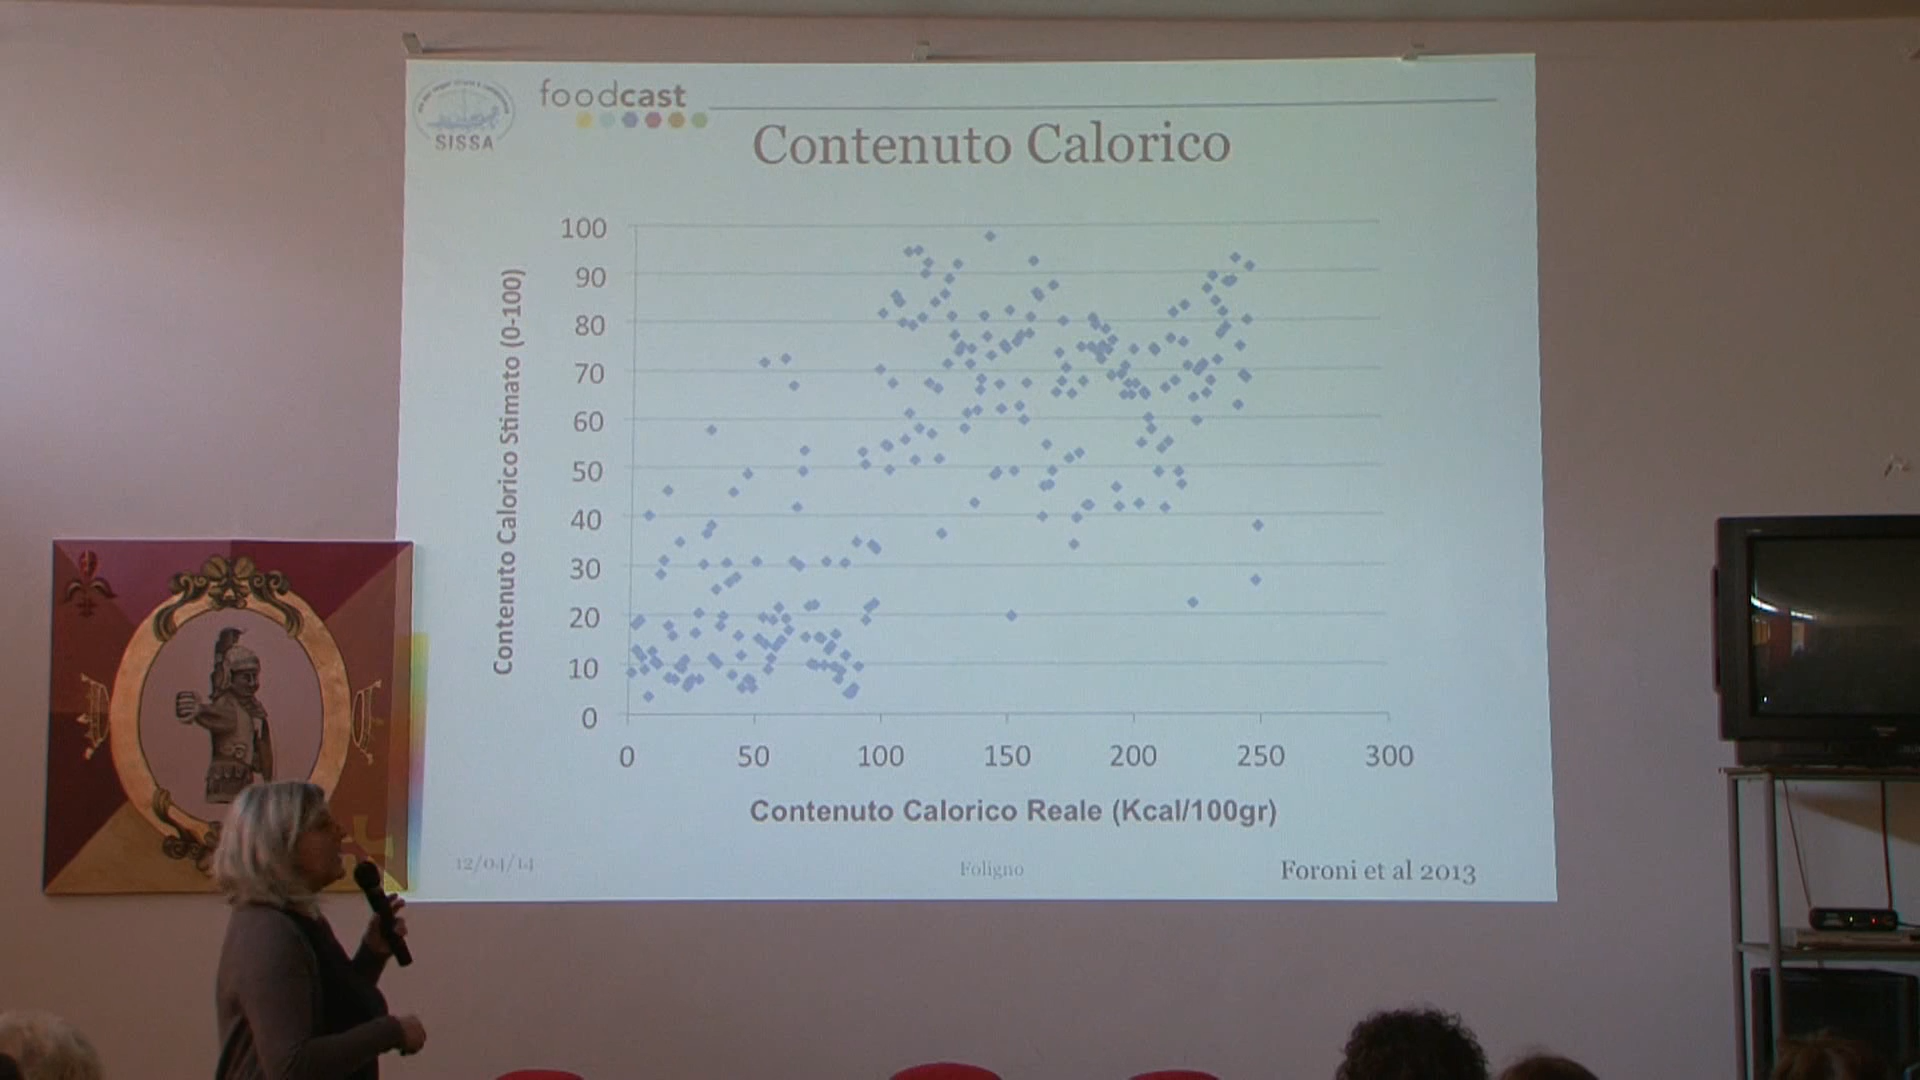 foodcast
SISSA
Contenuto Calorico
Contenuto Calorico Stimato (0-100)
100
90
80
70
60
50
40
30
20
10
0
0 50 100 150 200 250 300
Contenuto Calorico Reale (Kcal/100gr)
12/04/14 Foligno Foroni et al 2013